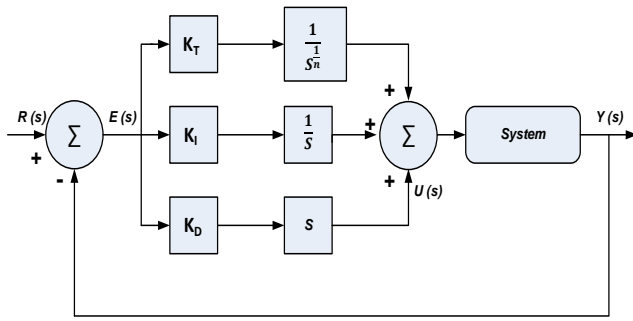 K_T
1
S^{1/n}
+
R (s)
E (s)
Y (s)
Σ
K_I
1
S
+
Σ
System
+
-
+
U (s)
K_D
S